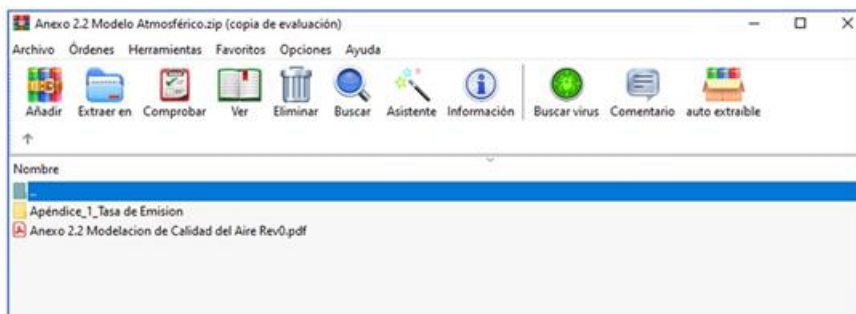 Anexo 2.2 Modelo Atmosférico.zip (copia de evaluación)
Archivo Órdenes Herramientas Favoritos Opciones Ayuda
Añadir Extraer en Comprobar Ver Eliminar Buscar Asistente Información Buscar virus Comentario auto extraíble
Nombre
..
Apéndice_1_Tasa de Emision
Anexo 2.2 Modelacion de Calidad del Aire Rev0.pdf